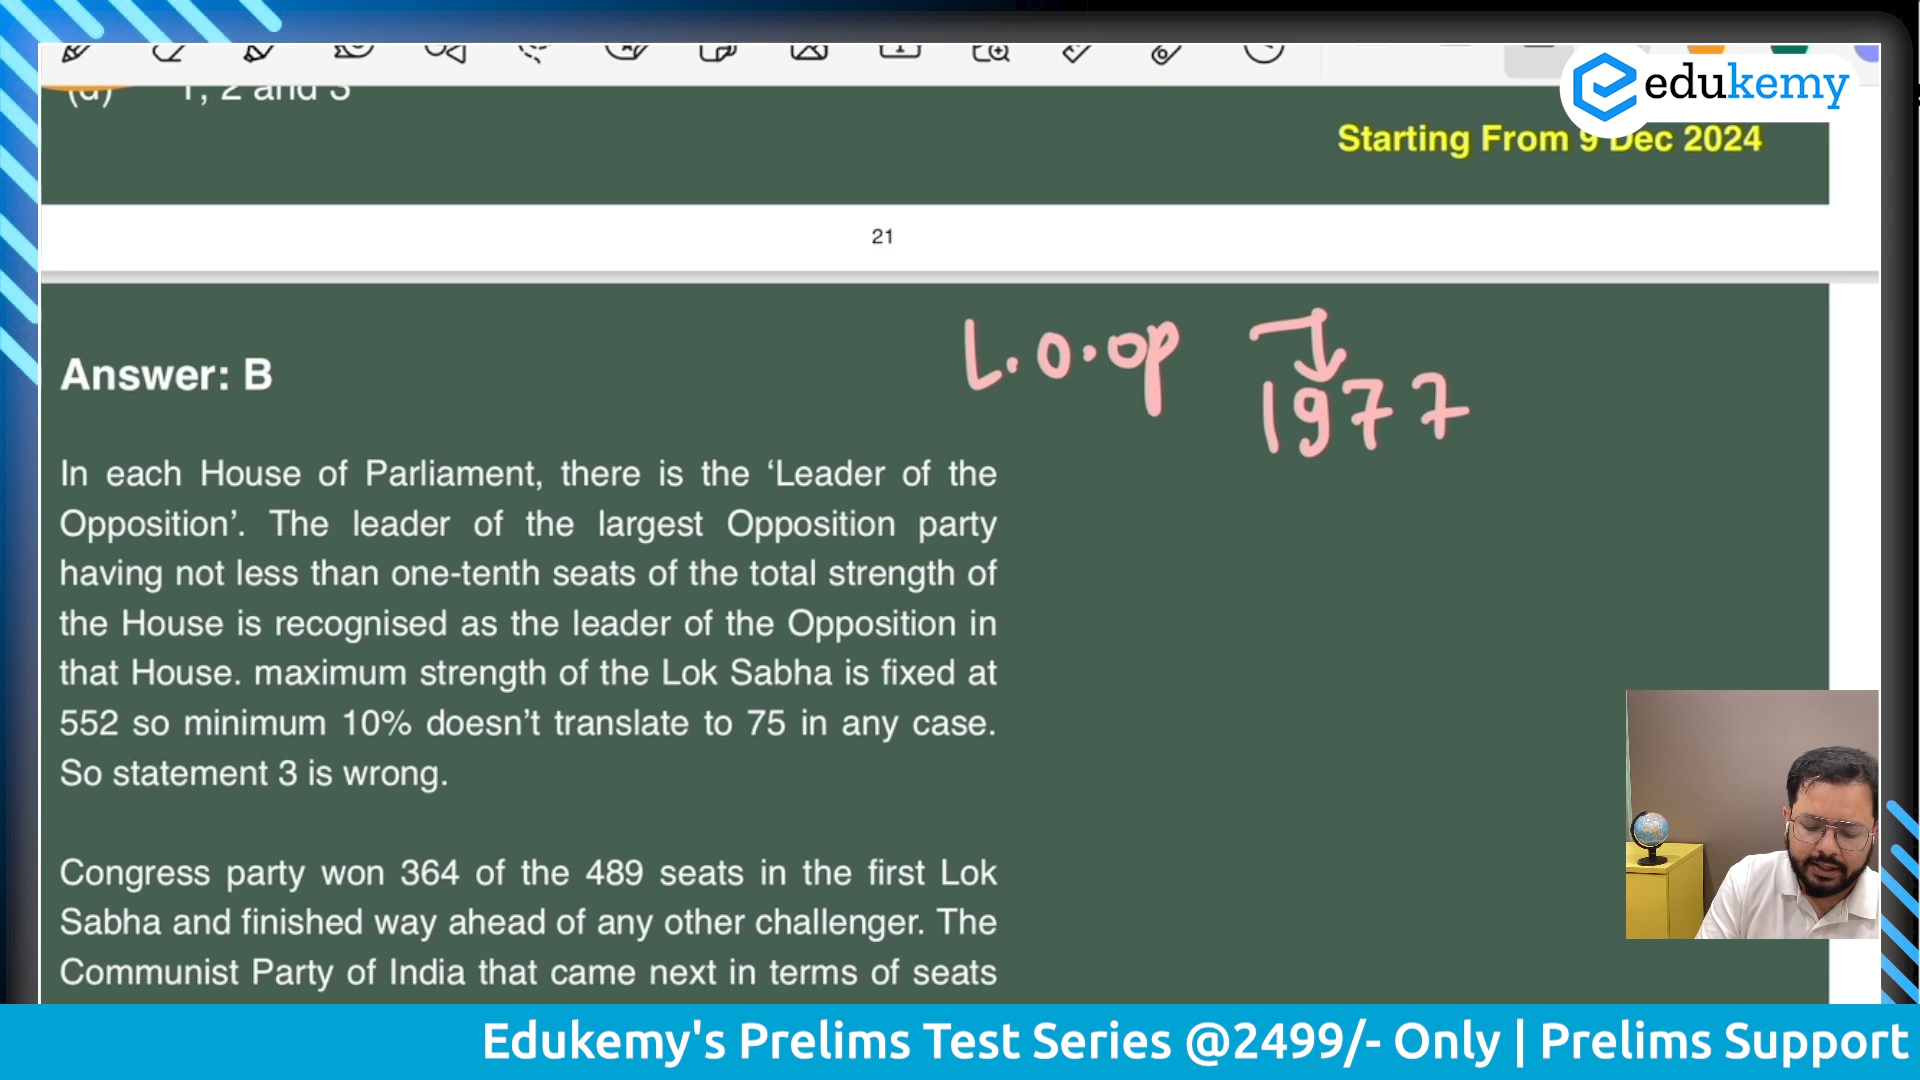 edukemy
(d) 1, 2 and 3
Starting From 9 Dec 2024
21
L.O.OP
1977
Answer: B
In each House of Parliament, there is the ‘Leader of the
Opposition’. The leader of the largest Opposition party
having not less than one-tenth seats of the total strength of
the House is recognised as the leader of the Opposition in
that House. maximum strength of the Lok Sabha is fixed at
552 so minimum 10% doesn’t translate to 75 in any case.
So statement 3 is wrong.
Congress party won 364 of the 489 seats in the first Lok
Sabha and finished way ahead of any other challenger. The
Communist Party of India that came next in terms of seats
Edukemy's Prelims Test Series @2499/- Only | Prelims Support